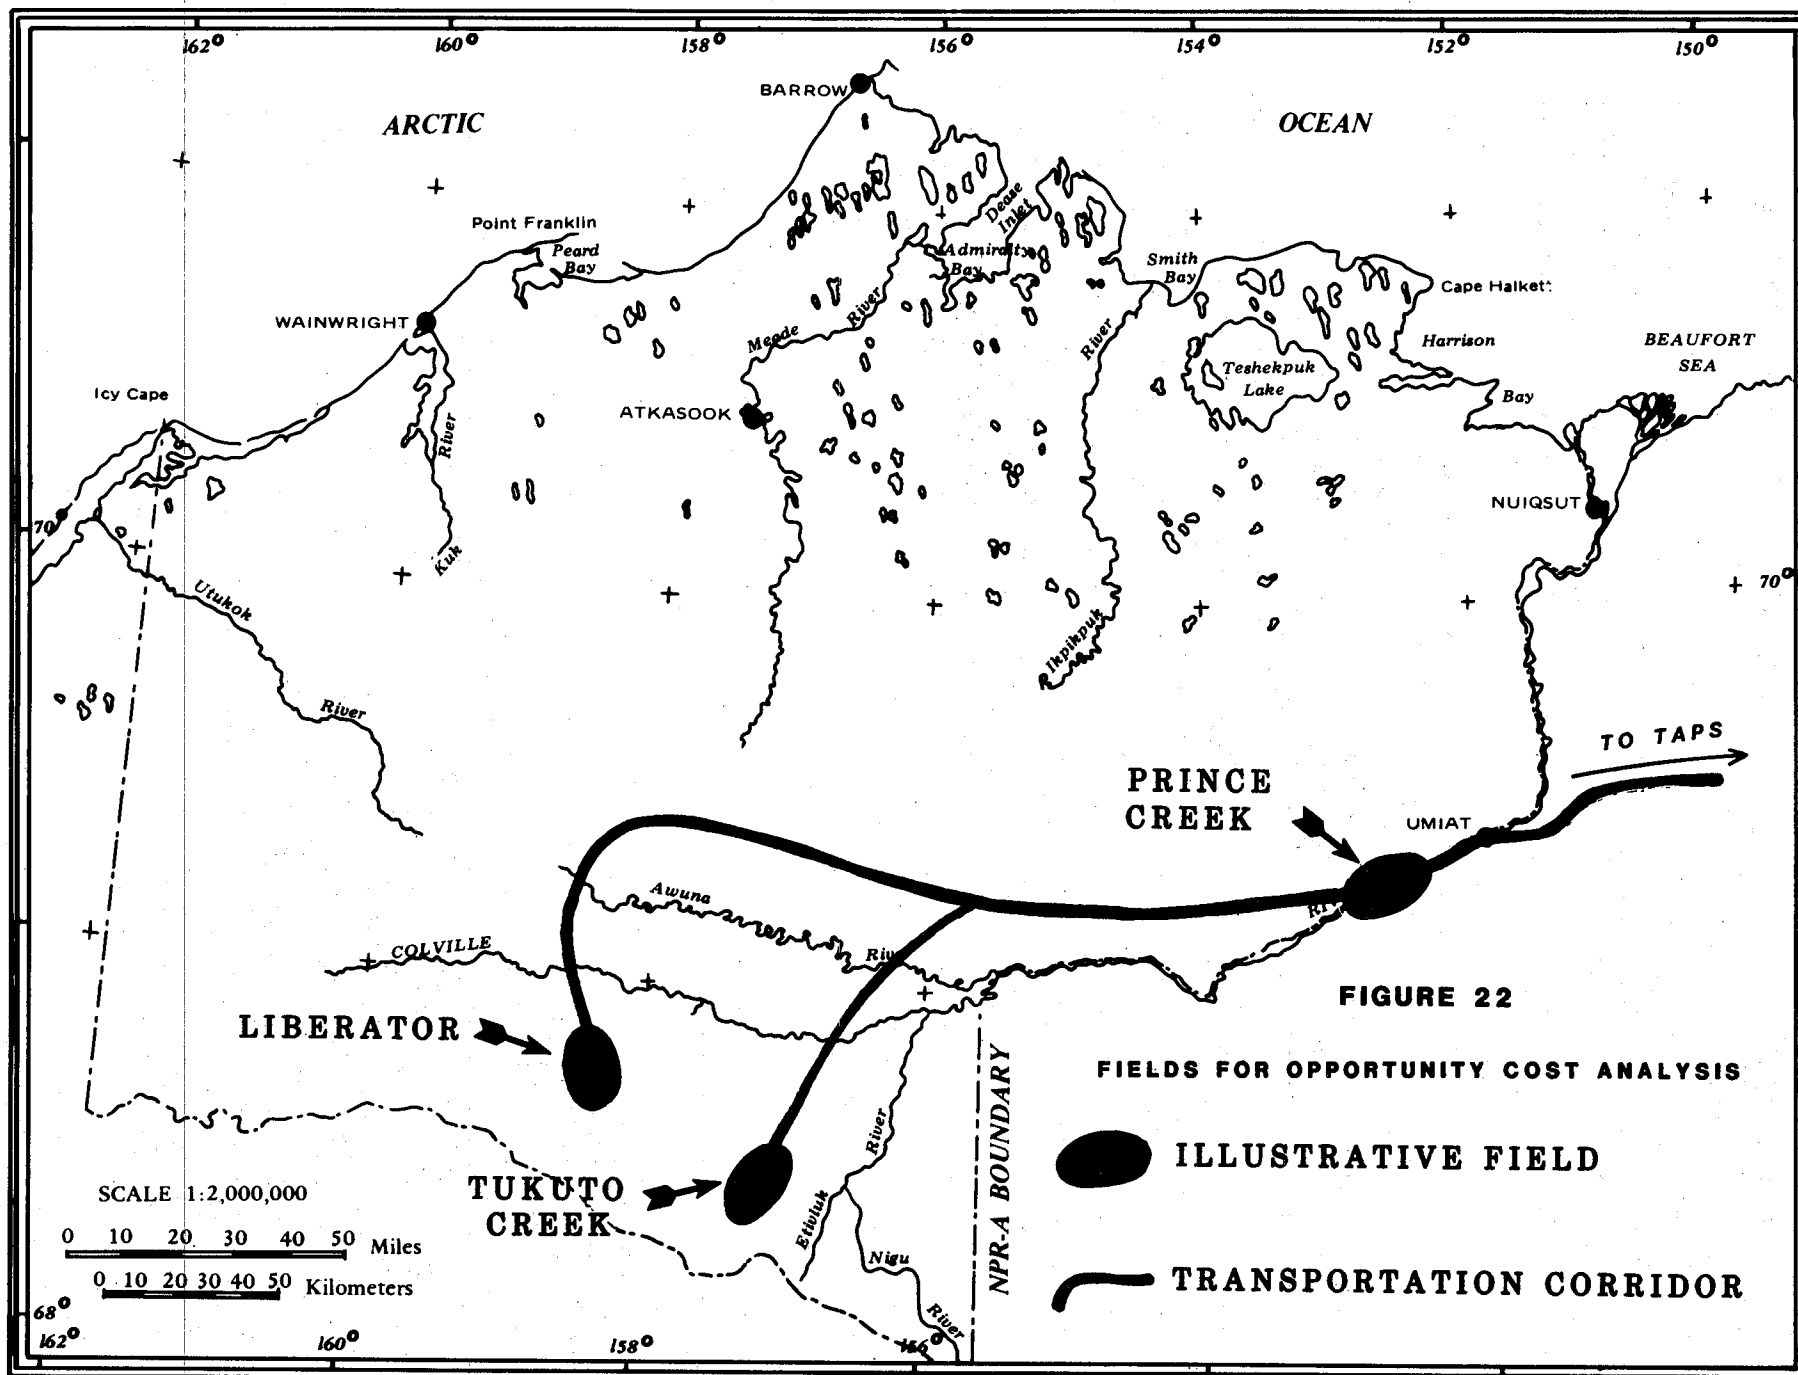 162° 160° 158° 156° 154° 152° 150°
BARROW
ARCTIC
OCEAN
Point Franklin
Peard
Bay
Dease
Inlet
Admiralty
Bay
Smith
Bay
Cape Halkett
WAINWRIGHT
Meade
River
River
Harrison
BEAUFORT
SEA
Teshekpuk
Lake
Bay
Icy Cape
ATKASOOK
River
NUIQSUT
70
Kuk
70°
Utukok
Ikpikpuk
River
TO TAPS
PRINCE
CREEK
UMIAT
Awuna
Riv
COLVILLE
Riv
FIGURE 22
LIBERATOR
FIELDS FOR OPPORTUNITY COST ANALYSIS
NPR-A BOUNDARY
River
ILLUSTRATIVE FIELD
TUKUTO
CREEK
Etivluk
SCALE 1:2,000,000
0 10 20 30 40 50 Miles
0 10 20 30 40 50 Kilometers
Nigu
River
TRANSPORTATION CORRIDOR
68°
162° 160° 158° 156°